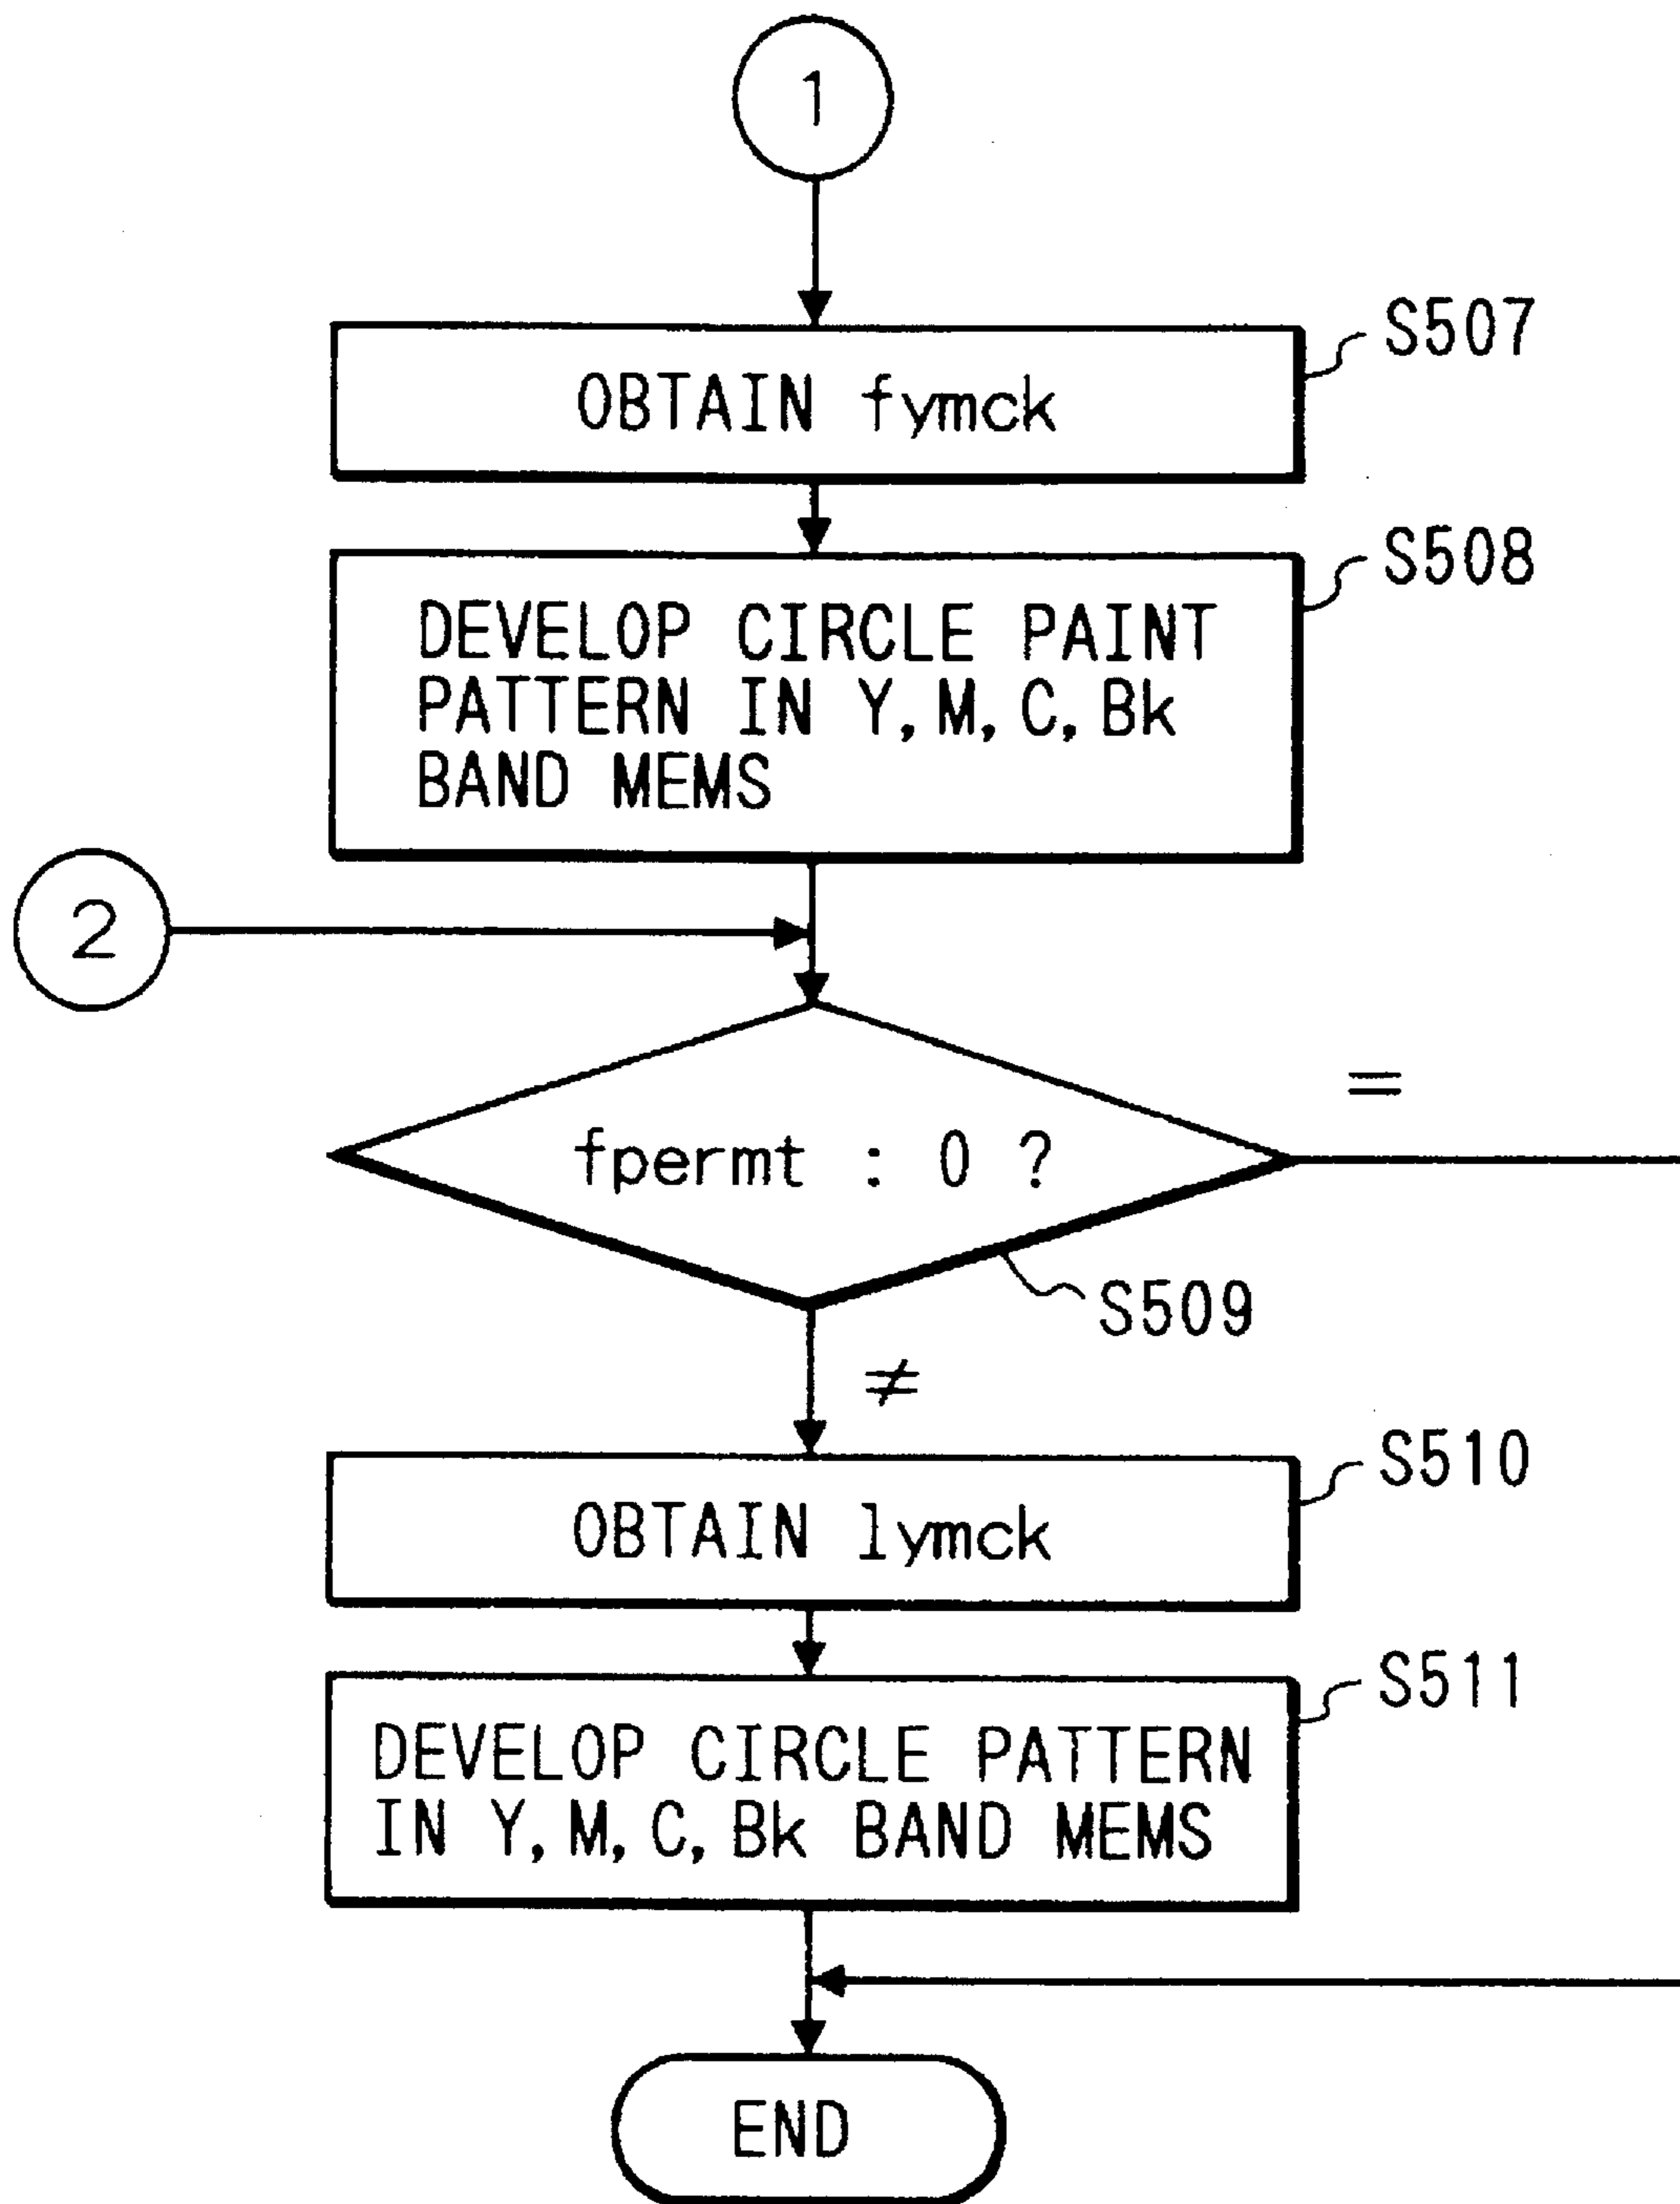 1
S507
OBTAIN fymck
S508
DEVELOP CIRCLE PAINT
PATTERN IN Y, M, C, Bk
BAND MEMS
2
=
fpermt : 0 ?
S509
≠
S510
OBTAIN lymck
S511
DEVELOP CIRCLE PATTERN
IN Y, M, C, Bk BAND MEMS
END